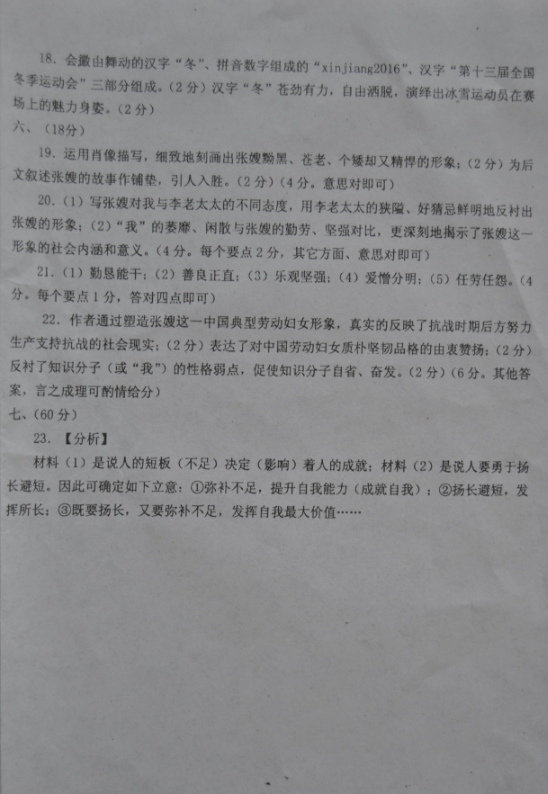 18．会徽由舞动的汉字“冬”、拼音数字组成的“xinjiang2016”、汉字“第十三届全国
冬季运动会”三部分组成。（2分）汉字“冬”苍劲有力，自由洒脱，演绎出冰雪运动员在赛
场上的魅力身姿。（2分）
六、（18分）
19．运用肖像描写，细致地刻画出张嫂黝黑、苍老、个矮却又精悍的形象；（2分）为后
文叙述张嫂的故事作铺垫，引人入胜。（2分）（4分。意思对即可）
20．（1）写张嫂对我与李老太太的不同态度，用李老太太的狭隘、好猜忌鲜明地反衬出
张嫂的形象；（2）“我”的萎靡、闲散与张嫂的勤劳、坚强对比，更深刻地揭示了张嫂这一
形象的社会内涵和意义。（4分。每个要点2分，其它方面、意思对即可）
21．（1）勤恳能干；（2）善良正直；（3）乐观坚强；（4）爱憎分明；（5）任劳任怨。（4
分。每个要点1分，答对四点即可）
22．作者通过塑造张嫂这一中国典型劳动妇女形象，真实的反映了抗战时期后方努力
生产支持抗战的社会现实；（2分）表达了对中国劳动妇女质朴坚韧品格的由衷赞扬；（2分）
反衬了知识分子（或“我”）的性格弱点，促使知识分子自省、奋发。（2分）（6分。其他答
案，言之成理可酌情给分）
七、（60分）
23．【分析】
材料（1）是说人的短板（不足）决定（影响）着人的成就；材料（2）是说人要勇于扬
长避短。因此可确定如下立意：①弥补不足，提升自我能力（成就自我）；②扬长避短，发
挥所长；③既要扬长，又要弥补不足，发挥自我最大价值……